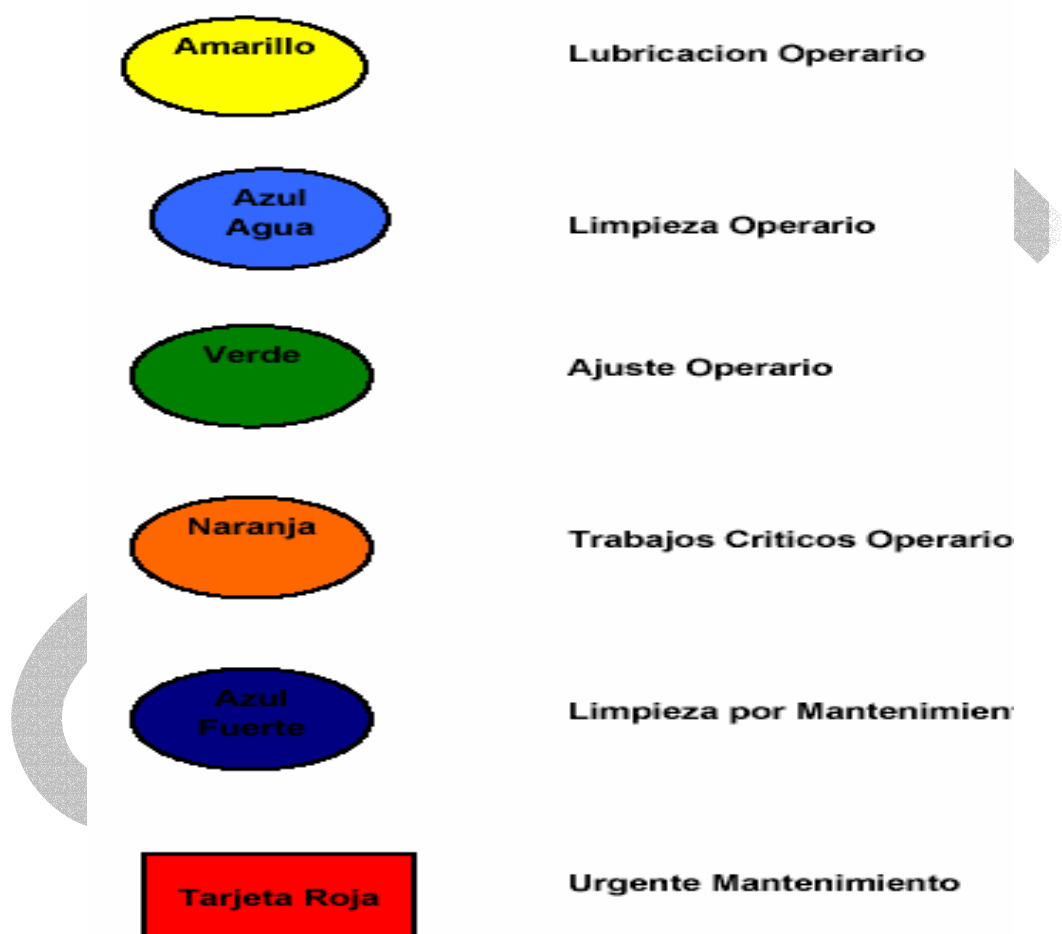 Amarillo
Lubricacion Operario
Azul
Agua
Limpieza Operario
Verde
Ajuste Operario
Naranja
Trabajos Criticos Operario
Azul
Fuerte
Limpieza por Mantenimien
Tarjeta Roja
Urgente Mantenimiento